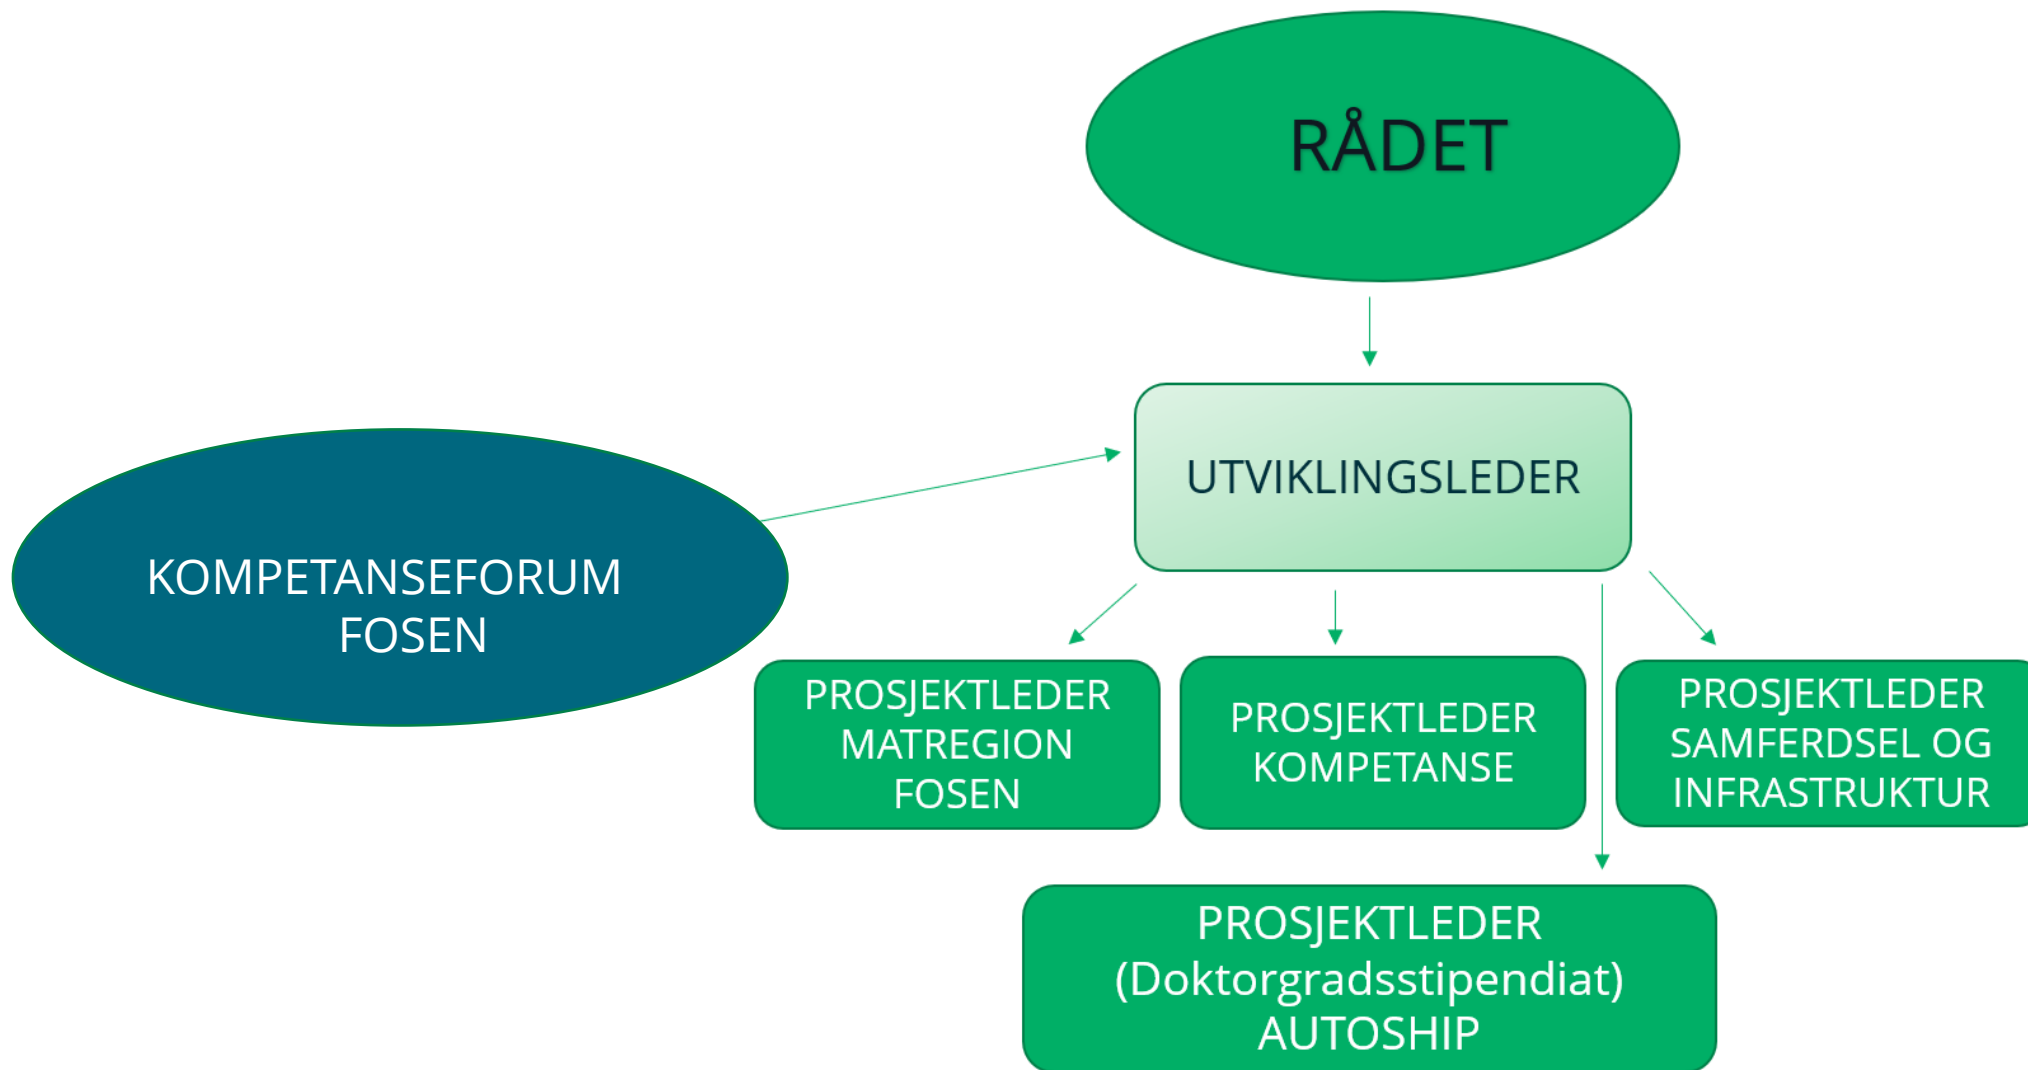 RÅDET
UTVIKLINGSLEDER
KOMPETANSEFORUM
FOSEN
PROSJEKTLEDER
MATREGION
FOSEN
PROSJEKTLEDER
KOMPETANSE
PROSJEKTLEDER
SAMFERDSEL OG
INFRASTRUKTUR
PROSJEKTLEDER
(Doktorgradsstipendiat)
AUTOSHIP